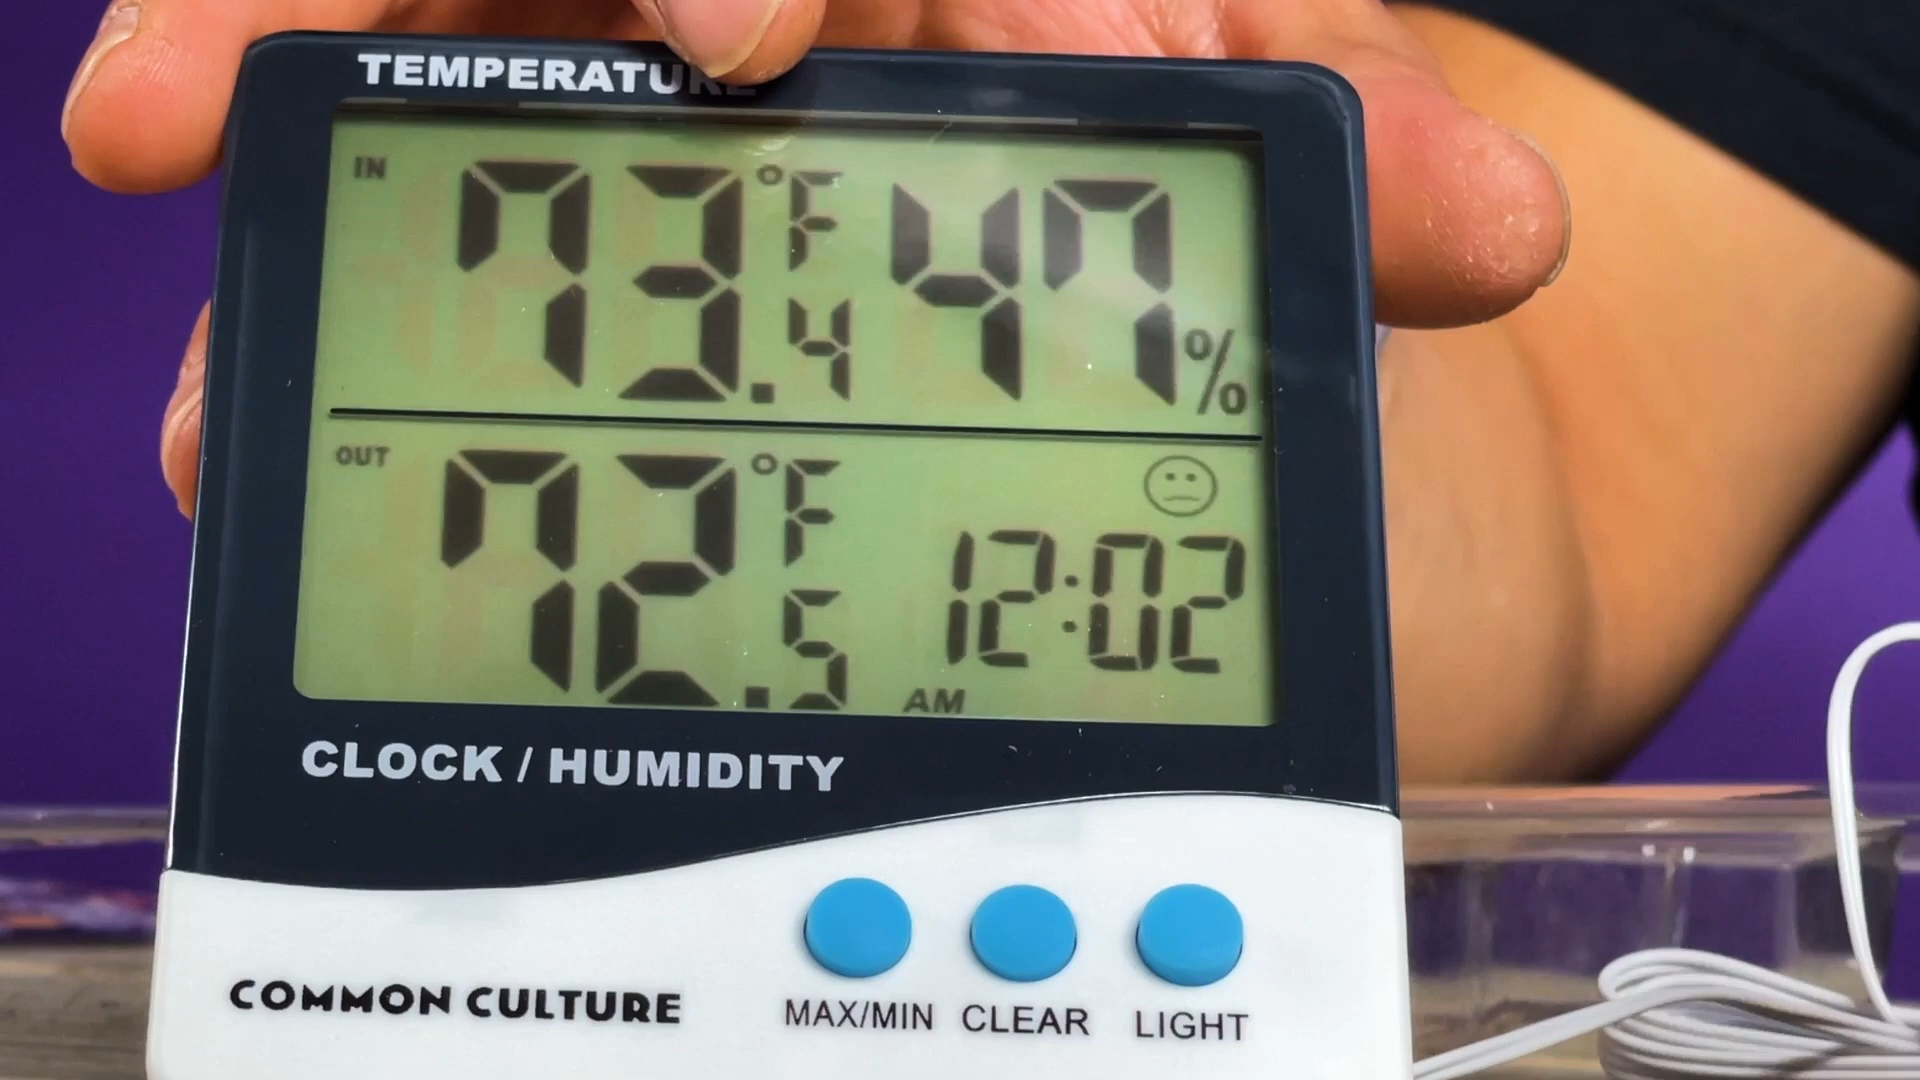 TEMPERATURE
IN 73.4°F 47%
OUT 72.5°F
12:02
AM
CLOCK / HUMIDITY
COMMON CULTURE
MAX/MIN CLEAR LIGHT